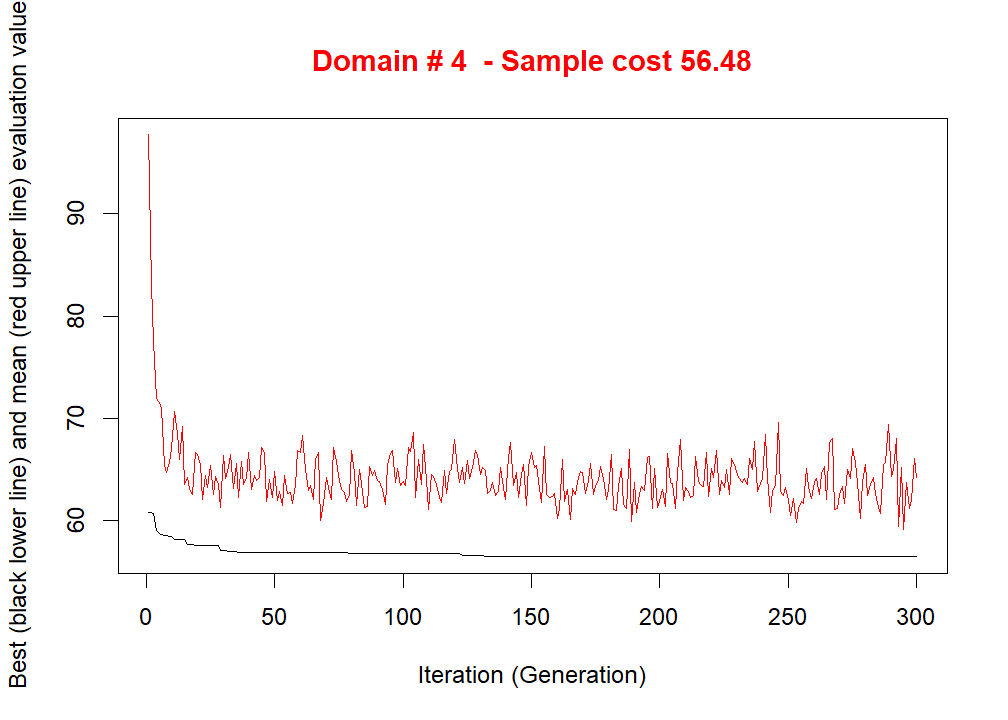 Domain # 4  - Sample cost 56.48
Best (black lower line) and mean (red upper line) evaluation value
90
80
70
60
0 50 100 150 200 250 300
Iteration (Generation)